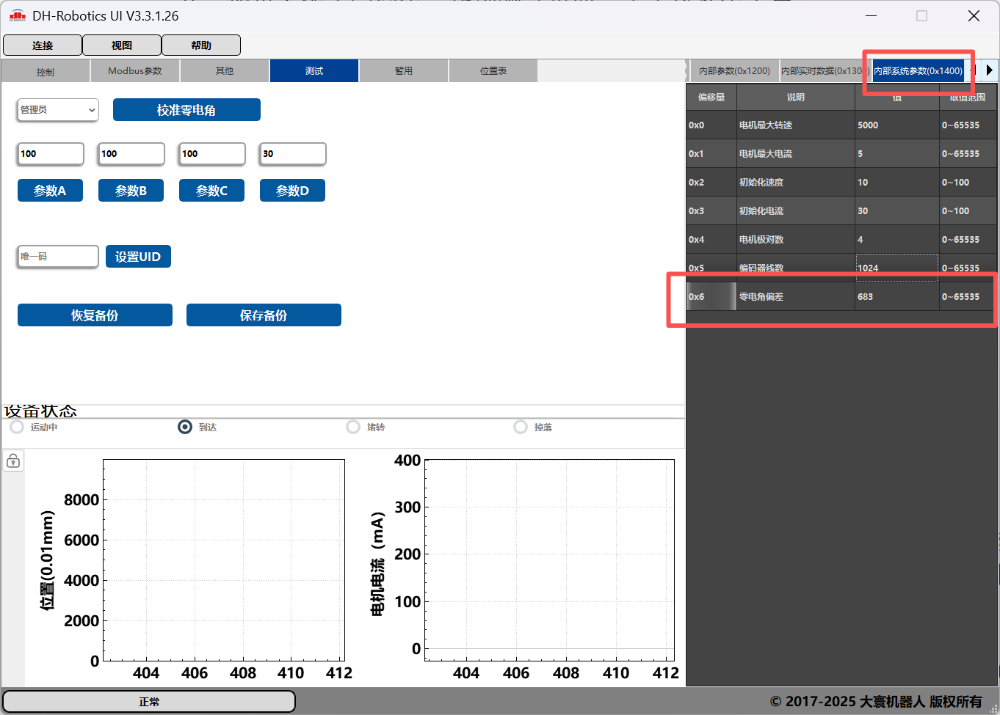 DH-Robotics UI V3.3.1.26
连接 视图 帮助
控制 Modbus参数 其他 测试 暂用 位置表
内部参数(0x1200) 内部实时数据(0x1300) 内部系统参数(0x1400)
管理员 校准零电角
100 100 100 30
参数A 参数B 参数C 参数D
唯一码 设置UID
恢复备份 保存备份
偏移量 说明 值 取值范围
0x0 电机最大转速 5000 0~65535
0x1 电机最大电流 5 0~65535
0x2 初始化速度 10 0~100
0x3 初始化电流 30 0~100
0x4 电机极对数 4 0~65535
0x5 编码器线数 1024 0~65535
0x6 零电角偏差 683 0~65535
设备状态
运动中 到达 堵转 掉落
位置(0.01mm)
8000
6000
4000
2000
0
404 406 408 410 412
电机电流 (mA)
400
300
200
100
0
404 406 408 410 412
正常
© 2017-2025 大寰机器人 版权所有